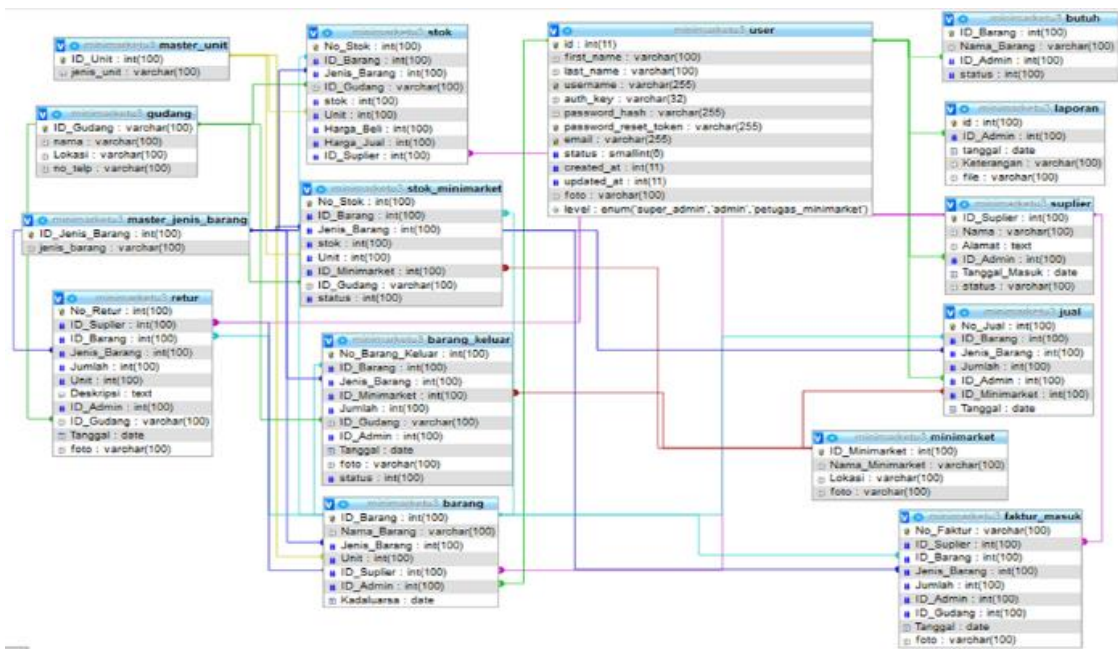 minimarketu3 master_unit
ID_Unit : int(100)
jenis_unit : varchar(100)
minimarketu3 gudang
ID_Gudang : varchar(100)
nama : varchar(100)
Lokasi : varchar(100)
no_telp : varchar(100)
minimarketu3 master_jenis_barang
ID_Jenis_Barang : int(100)
jenis_barang : varchar(100)
minimarketu3 retur
No_Retur : int(100)
ID_Suplier : int(100)
ID_Barang : int(100)
Jenis_Barang : int(100)
Jumlah : int(100)
Unit : int(100)
Deskripsi : text
ID_Admin : int(100)
ID_Gudang : varchar(100)
Tanggal : date
foto : varchar(100)
minimarketu3 stok
No_Stok : int(100)
ID_Barang : int(100)
Jenis_Barang : int(100)
ID_Gudang : varchar(100)
stok : int(100)
Unit : int(100)
Harga_Beli : int(100)
Harga_Jual : int(100)
ID_Suplier : int(100)
minimarketu3 stok_minimarket
No_Stok : int(100)
ID_Barang : int(100)
Jenis_Barang : int(100)
stok : int(100)
Unit : int(100)
ID_Minimarket : int(100)
ID_Gudang : varchar(100)
status : int(100)
minimarketu3 barang_keluar
No_Barang_Keluar : int(100)
ID_Barang : int(100)
Jenis_Barang : int(100)
ID_Minimarket : int(100)
Jumlah : int(100)
ID_Gudang : varchar(100)
ID_Admin : int(100)
Tanggal : date
foto : varchar(100)
status : int(100)
minimarketu3 barang
ID_Barang : int(100)
Nama_Barang : varchar(100)
Jenis_Barang : int(100)
Unit : int(100)
ID_Suplier : int(100)
ID_Admin : int(100)
Kadaluarsa : date
minimarketu3 user
id : int(11)
first_name : varchar(100)
last_name : varchar(100)
username : varchar(255)
auth_key : varchar(32)
password_hash : varchar(255)
password_reset_token : varchar(255)
email : varchar(255)
status : smallint(6)
created_at : int(11)
updated_at : int(11)
foto : varchar(100)
level : enum('super_admin','admin','petugas_minimarket')
minimarketu3 butuh
ID_Barang : int(100)
Nama_Barang : varchar(100)
ID_Admin : int(100)
status : int(100)
minimarketu3 laporan
id : int(100)
ID_Admin : int(100)
tanggal : date
Keterangan : varchar(100)
file : varchar(100)
minimarketu3 suplier
ID_Suplier : int(100)
Nama : varchar(100)
Alamat : text
ID_Admin : int(100)
Tanggal_Masuk : date
status : varchar(100)
minimarketu3 jual
No_Jual : int(100)
ID_Barang : int(100)
Jenis_Barang : int(100)
Jumlah : int(100)
ID_Admin : int(100)
ID_Minimarket : int(100)
Tanggal : date
minimarketu3 minimarket
ID_Minimarket : int(100)
Nama_Minimarket : varchar(100)
Lokasi : varchar(100)
foto : varchar(100)
minimarketu3 faktur_masuk
No_Faktur : varchar(100)
ID_Suplier : int(100)
ID_Barang : int(100)
Jenis_Barang : int(100)
Jumlah : int(100)
ID_Admin : int(100)
ID_Gudang : int(100)
Tanggal : date
foto : varchar(100)